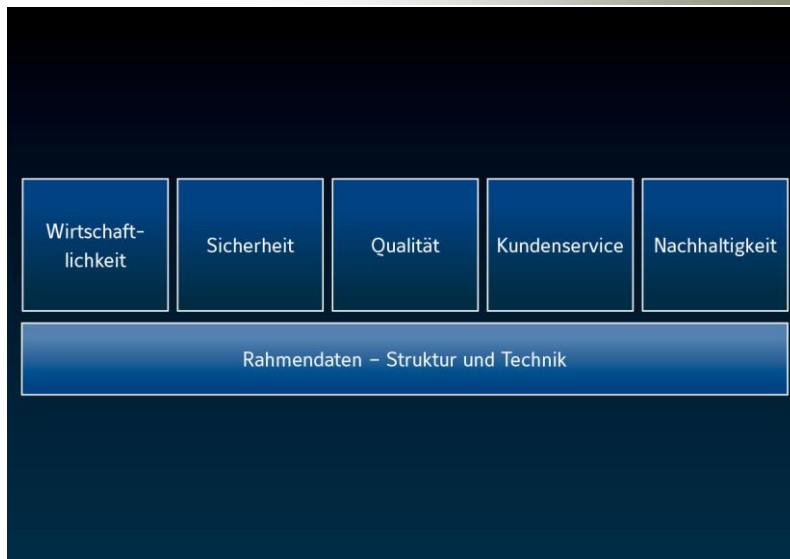 Wirtschaft-
lichkeit
Sicherheit
Qualität
Kundenservice
Nachhaltigkeit
Rahmendaten – Struktur und Technik